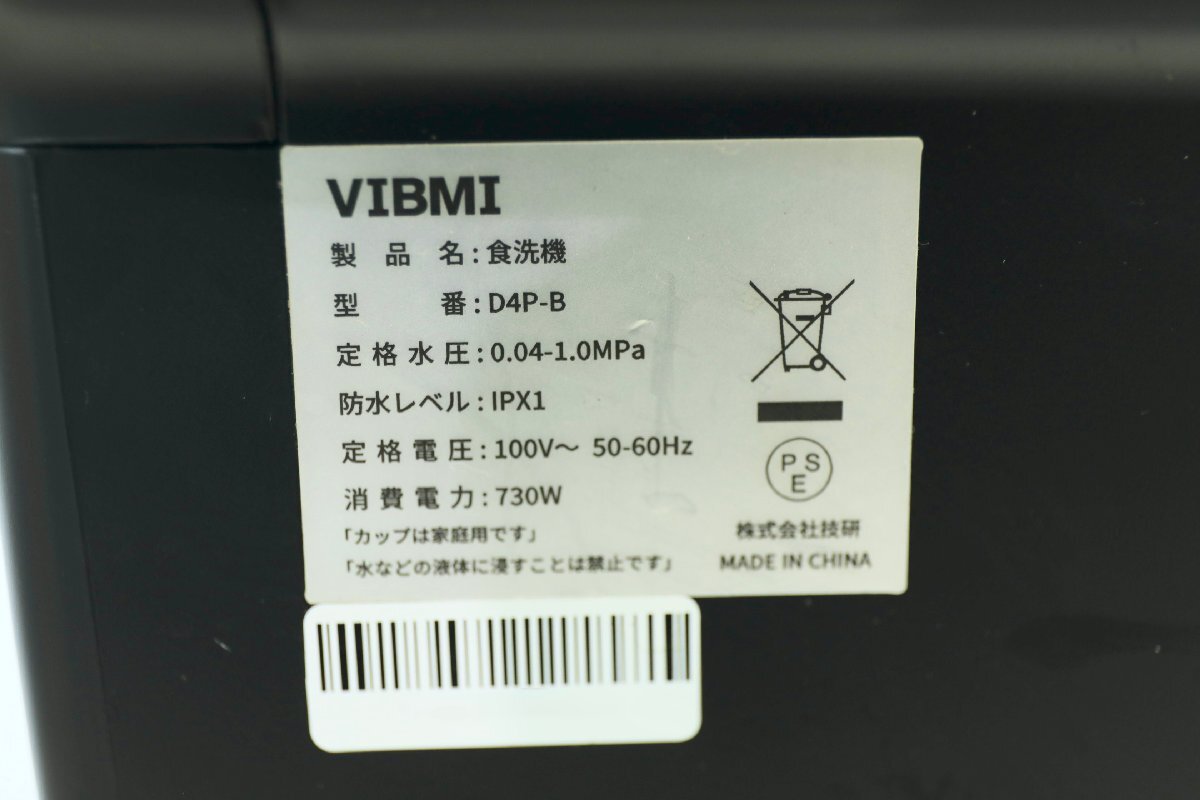 VIBMI
製品名：食洗機
型番：D4P-B
定格水圧：0.04-1.0MPa
防水レベル：IPX1
定格電圧：100V～ 50-60Hz
消費電力：730W
「カップは家庭用です」
「水などの液体に浸すことは禁止です」
PSE
株式会社技研
MADE IN CHINA